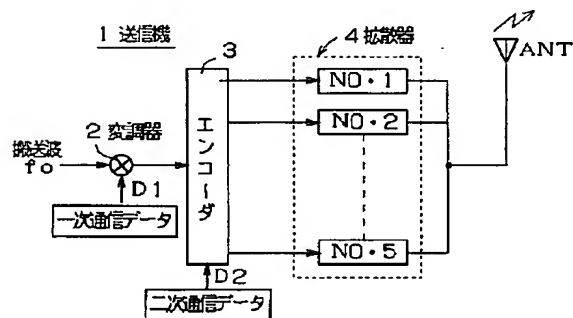 1 送信機
3
4 拡散器
ANT
NO・1
2 変調器
NO・2
搬送波
fo
エンコーダ
D1
一次通信データ
NO・5
D2
二次通信データ